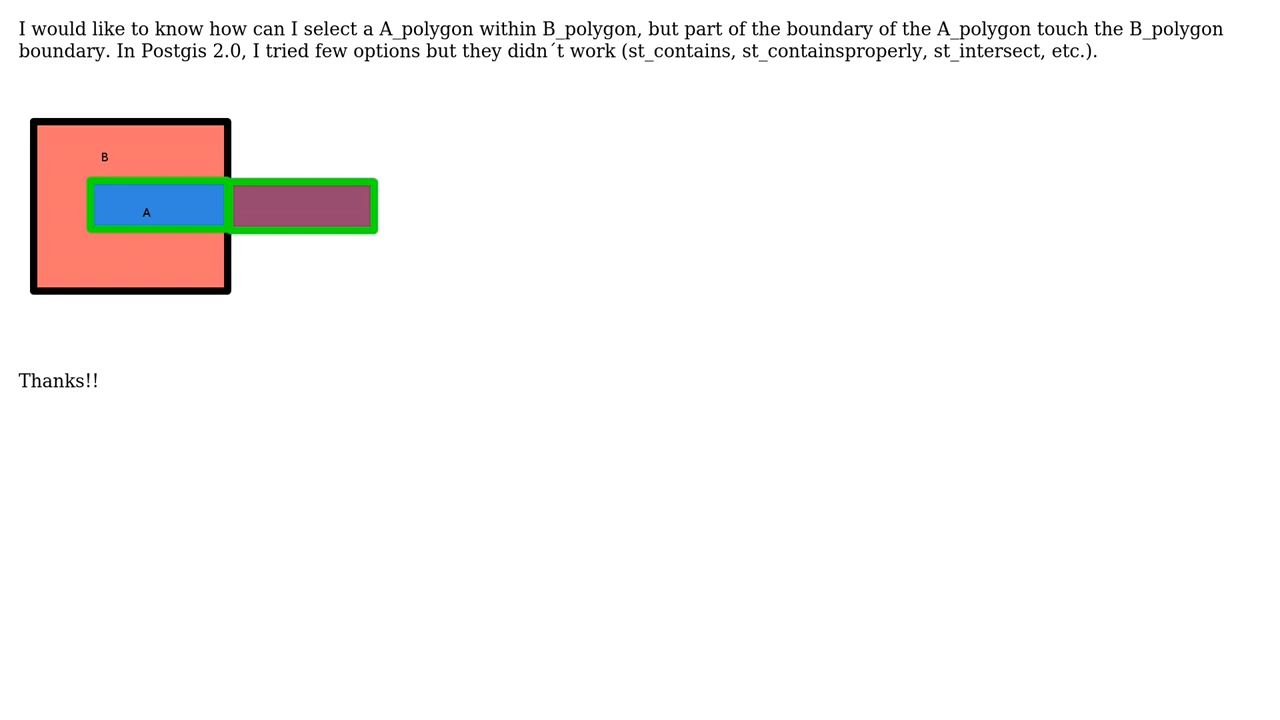 I would like to know how can I select a A_polygon within B_polygon, but part of the boundary of the A_polygon touch the B_polygon
boundary. In Postgis 2.0, I tried few options but they didn´t work (st_contains, st_containsproperly, st_intersect, etc.).
B
A
Thanks!!